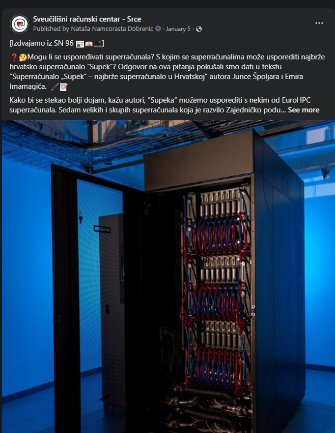 Sveučilišni računski centar - Srce
Published by Nataša Namcorasta Dobrenić · January 5 ·
[Izdvajamo iz SN 96
Mogu li se uspoređivati superračunala? S kojim se superračunalima može usporediti najbrže
hrvatsko superračunalo "Supek"? Odgovor na ova pitanja pokušali smo dati u tekstu
"Superračunalo „Supek" – najbrže superračunalo u Hrvatskoj" autora Jurice Špoljara i Emira
Imamagića.
Kako bi se stekao bolji dojam, kažu autori, "Supeka" možemo usporediti s nekim od EuroHPC
superračunala. Sedam velikih i skupih superračunala koja je razvilo Zajedničko podu... See more